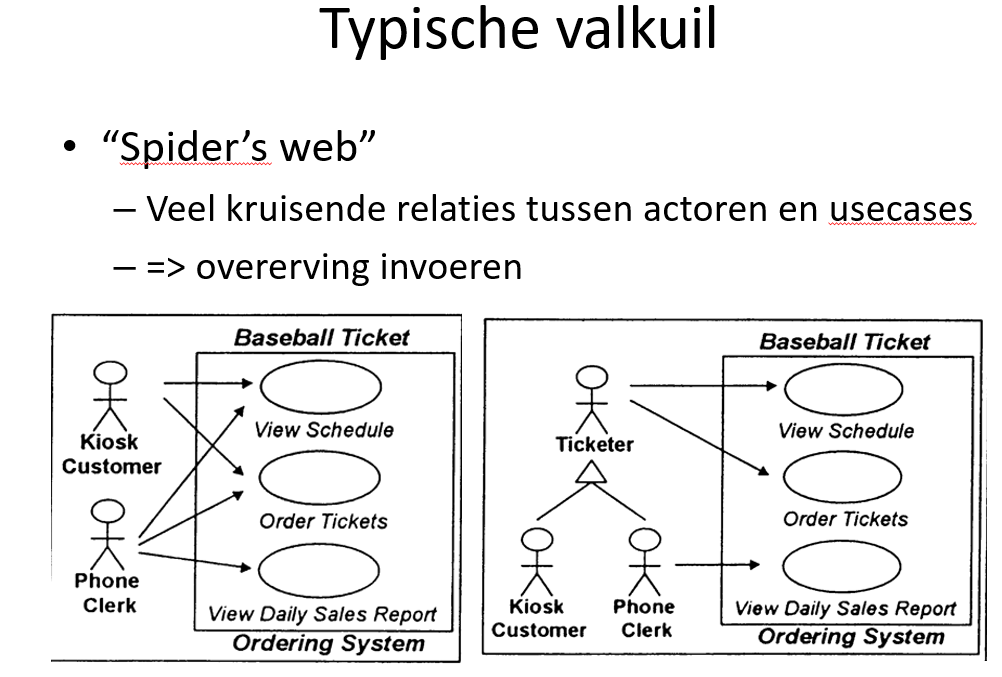 Typische valkuil
• “Spider’s web”
– Veel kruisende relaties tussen actoren en usecases
– => overerving invoeren
Baseball Ticket
Kiosk
Customer
View Schedule
Order Tickets
Phone
Clerk
View Daily Sales Report
Ordering System
Baseball Ticket
Ticketer
View Schedule
Order Tickets
Kiosk
Customer
Phone
Clerk
View Daily Sales Report
Ordering System